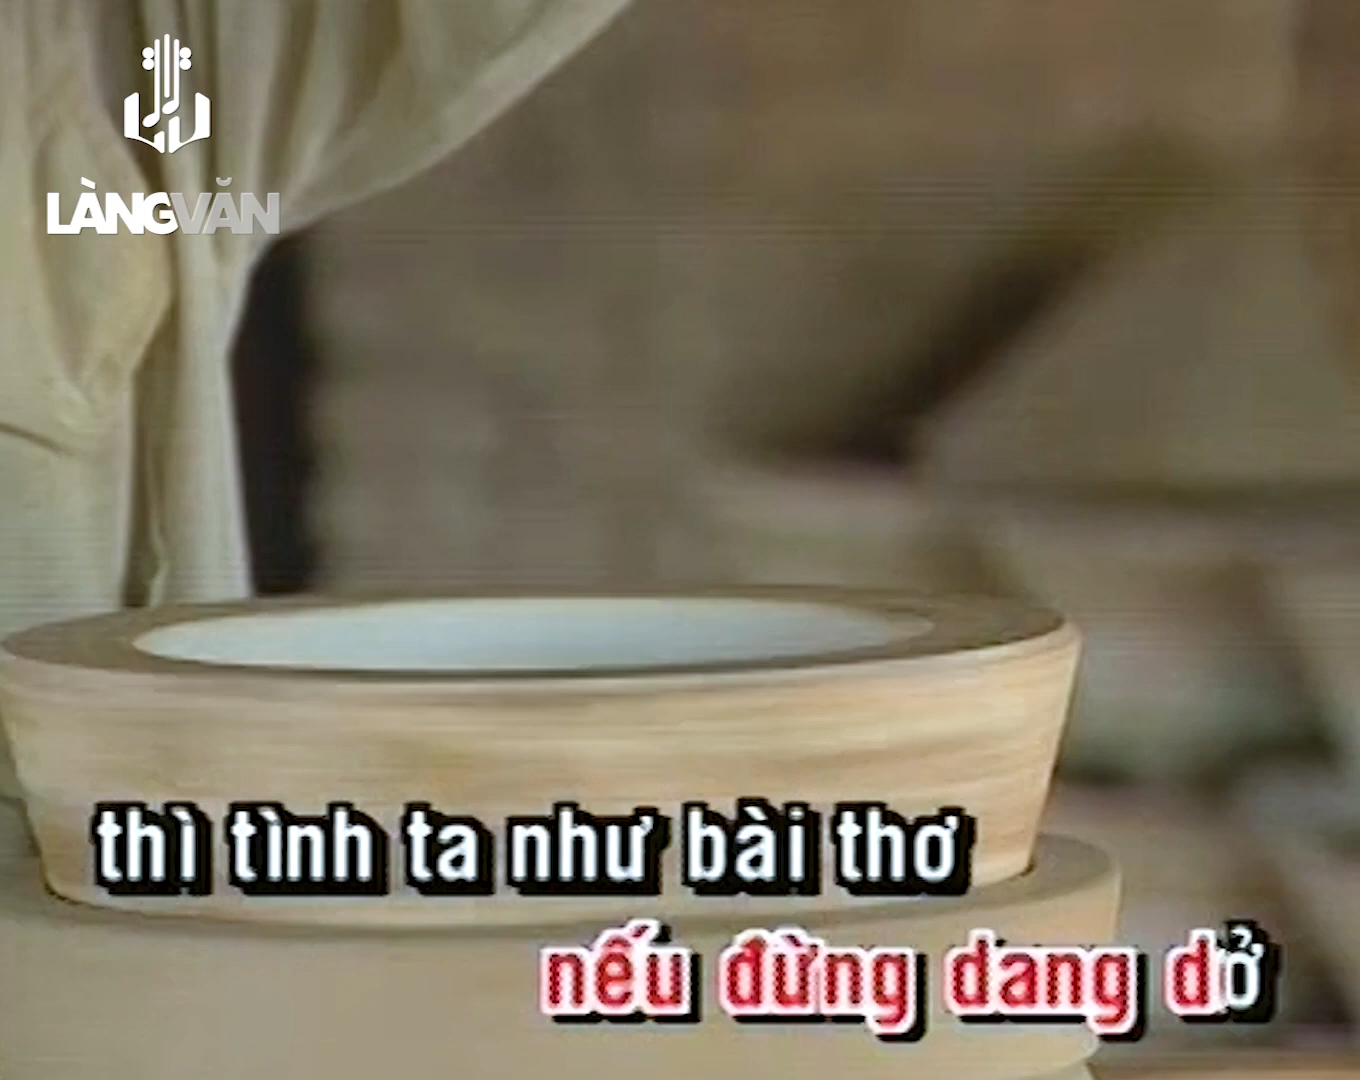 LÀNGVĂN
thì tình ta như bài thơ
nếu đừng dang dở